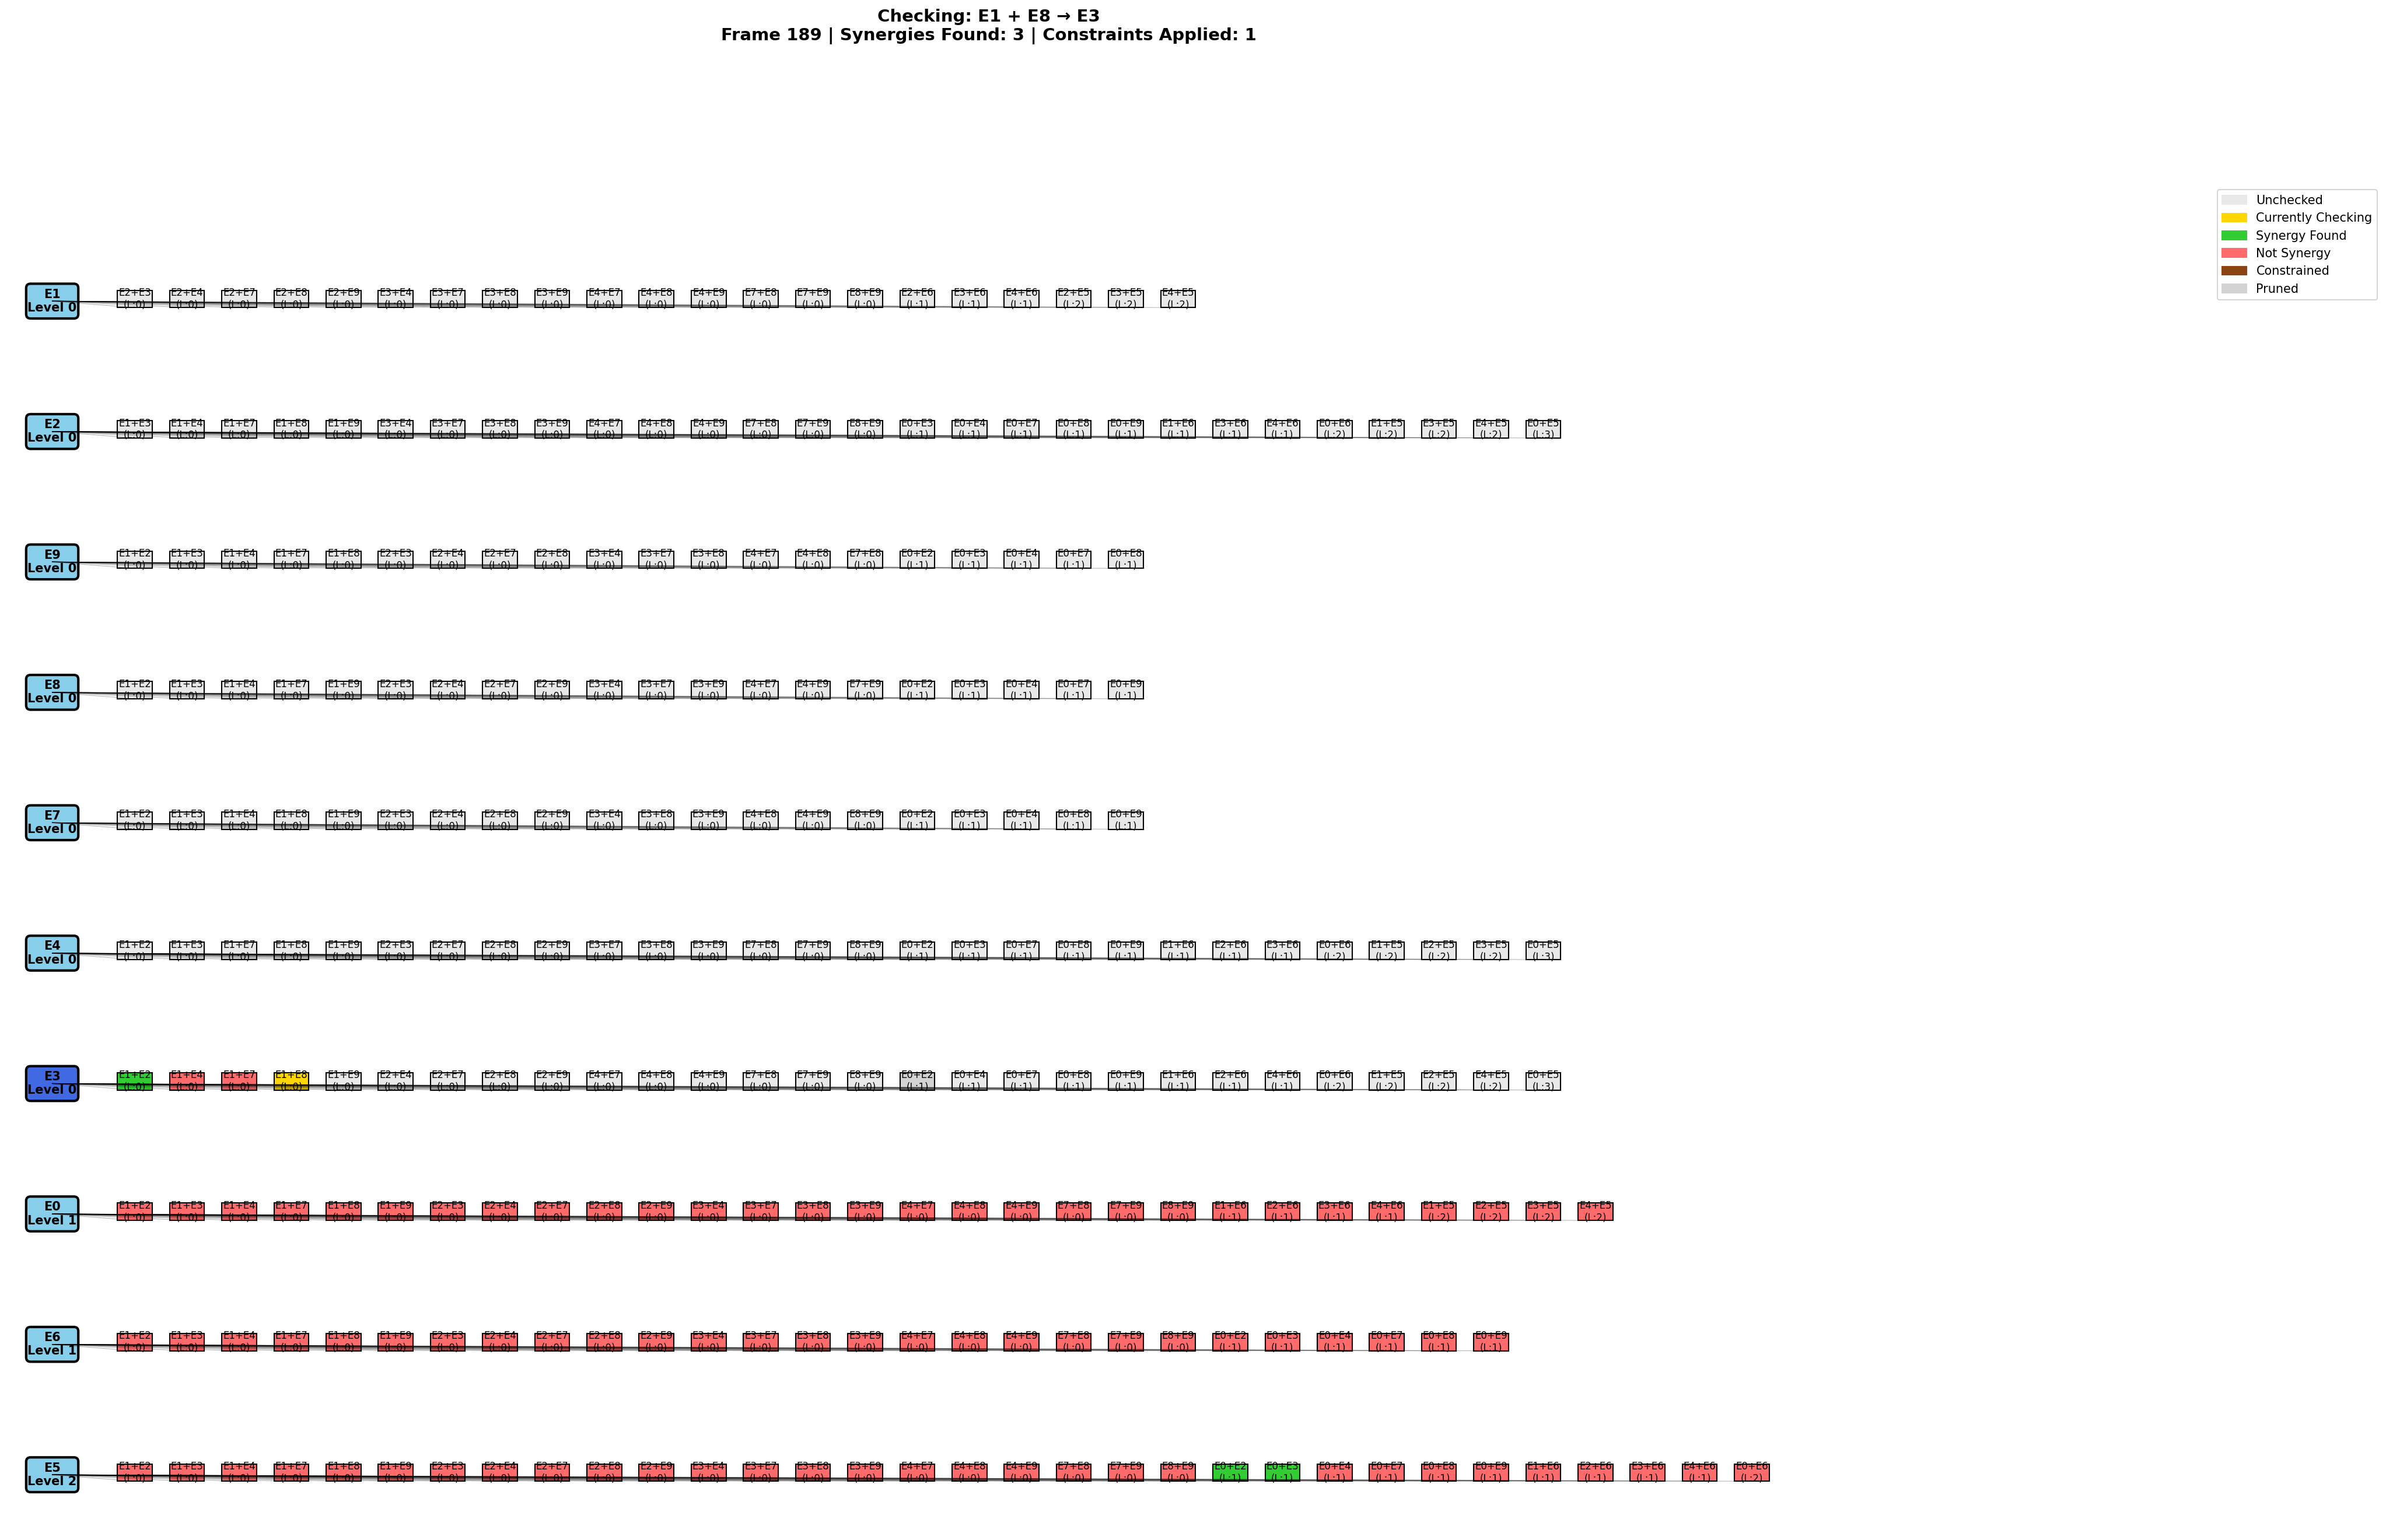 Checking: E1 + E8 → E3
Frame 189 | Synergies Found: 3 | Constraints Applied: 1
Unchecked
Currently Checking
Synergy Found
Not Synergy
Constrained
Pruned
E1 E2+E3 E2+E4 E2+E7 E2+E8 E2+E9 E3+E4 E3+E7 E3+E8 E3+E9 E4+E7 E4+E8 E4+E9 E7+E8 E7+E9 E8+E9 E2+E6 E3+E6 E4+E6 E2+E5 E3+E5 E4+E5
Level 0 (L:0) (L:0) (L:0) (L:0) (L:0) (L:0) (L:0) (L:0) (L:0) (L:0) (L:0) (L:0) (L:0) (L:0) (L:0) (L:1) (L:1) (L:1) (L:2) (L:2) (L:2)
E2 E1+E3 E1+E4 E1+E7 E1+E8 E1+E9 E3+E4 E3+E7 E3+E8 E3+E9 E4+E7 E4+E8 E4+E9 E7+E8 E7+E9 E8+E9 E0+E3 E0+E4 E0+E7 E0+E8 E0+E9 E1+E6 E3+E6 E4+E6 E0+E6 E1+E5 E3+E5 E4+E5 E0+E5
Level 0 (L:0) (L:0) (L:0) (L:0) (L:0) (L:0) (L:0) (L:0) (L:0) (L:0) (L:0) (L:0) (L:0) (L:0) (L:0) (L:1) (L:1) (L:1) (L:1) (L:1) (L:1) (L:1) (L:1) (L:2) (L:2) (L:2) (L:2) (L:3)
E9 E1+E2 E1+E3 E1+E4 E1+E7 E1+E8 E2+E3 E2+E4 E2+E7 E2+E8 E3+E4 E3+E7 E3+E8 E4+E7 E4+E8 E7+E8 E0+E2 E0+E3 E0+E4 E0+E7 E0+E8
Level 0 (L:0) (L:0) (L:0) (L:0) (L:0) (L:0) (L:0) (L:0) (L:0) (L:0) (L:0) (L:0) (L:0) (L:0) (L:0) (L:1) (L:1) (L:1) (L:1) (L:1)
E8 E1+E2 E1+E3 E1+E4 E1+E7 E1+E9 E2+E3 E2+E4 E2+E7 E2+E9 E3+E4 E3+E7 E3+E9 E4+E7 E4+E9 E7+E9 E0+E2 E0+E3 E0+E4 E0+E7 E0+E9
Level 0 (L:0) (L:0) (L:0) (L:0) (L:0) (L:0) (L:0) (L:0) (L:0) (L:0) (L:0) (L:0) (L:0) (L:0) (L:0) (L:1) (L:1) (L:1) (L:1) (L:1)
E7 E1+E2 E1+E3 E1+E4 E1+E8 E1+E9 E2+E3 E2+E4 E2+E8 E2+E9 E3+E4 E3+E8 E3+E9 E4+E8 E4+E9 E8+E9 E0+E2 E0+E3 E0+E4 E0+E8 E0+E9
Level 0 (L:0) (L:0) (L:0) (L:0) (L:0) (L:0) (L:0) (L:0) (L:0) (L:0) (L:0) (L:0) (L:0) (L:0) (L:0) (L:1) (L:1) (L:1) (L:1) (L:1)
E4 E1+E2 E1+E3 E1+E7 E1+E8 E1+E9 E2+E3 E2+E7 E2+E8 E2+E9 E3+E7 E3+E8 E3+E9 E7+E8 E7+E9 E8+E9 E0+E2 E0+E3 E0+E7 E0+E8 E0+E9 E1+E6 E2+E6 E3+E6 E0+E6 E1+E5 E2+E5 E3+E5 E0+E5
Level 0 (L:0) (L:0) (L:0) (L:0) (L:0) (L:0) (L:0) (L:0) (L:0) (L:0) (L:0) (L:0) (L:0) (L:0) (L:0) (L:1) (L:1) (L:1) (L:1) (L:1) (L:1) (L:1) (L:1) (L:2) (L:2) (L:2) (L:2) (L:3)
E3 E1+E2 E1+E4 E1+E7 E1+E8 E1+E9 E2+E4 E2+E7 E2+E8 E2+E9 E4+E7 E4+E8 E4+E9 E7+E8 E7+E9 E8+E9 E0+E2 E0+E4 E0+E7 E0+E8 E0+E9 E1+E6 E2+E6 E4+E6 E0+E6 E1+E5 E2+E5 E4+E5 E0+E5
Level 0 (L:0) (L:0) (L:0) (L:0) (L:0) (L:0) (L:0) (L:0) (L:0) (L:0) (L:0) (L:0) (L:0) (L:0) (L:0) (L:1) (L:1) (L:1) (L:1) (L:1) (L:1) (L:1) (L:1) (L:2) (L:2) (L:2) (L:2) (L:3)
E0 E1+E2 E1+E3 E1+E4 E1+E7 E1+E8 E1+E9 E2+E3 E2+E4 E2+E7 E2+E8 E2+E9 E3+E4 E3+E7 E3+E8 E3+E9 E4+E7 E4+E8 E4+E9 E7+E8 E7+E9 E8+E9 E1+E6 E2+E6 E3+E6 E4+E6 E1+E5 E2+E5 E3+E5 E4+E5
Level 1 (L:0) (L:0) (L:0) (L:0) (L:0) (L:0) (L:0) (L:0) (L:0) (L:0) (L:0) (L:0) (L:0) (L:0) (L:0) (L:0) (L:0) (L:0) (L:0) (L:0) (L:0) (L:1) (L:1) (L:1) (L:1) (L:2) (L:2) (L:2) (L:2)
E6 E1+E2 E1+E3 E1+E4 E1+E7 E1+E8 E1+E9 E2+E3 E2+E4 E2+E7 E2+E8 E2+E9 E3+E4 E3+E7 E3+E8 E3+E9 E4+E7 E4+E8 E4+E9 E7+E8 E7+E9 E8+E9 E0+E2 E0+E3 E0+E4 E0+E7 E0+E8 E0+E9
Level 1 (L:0) (L:0) (L:0) (L:0) (L:0) (L:0) (L:0) (L:0) (L:0) (L:0) (L:0) (L:0) (L:0) (L:0) (L:0) (L:0) (L:0) (L:0) (L:0) (L:0) (L:0) (L:1) (L:1) (L:1) (L:1) (L:1) (L:1)
E5 E1+E2 E1+E3 E1+E4 E1+E7 E1+E8 E1+E9 E2+E3 E2+E4 E2+E7 E2+E8 E2+E9 E3+E4 E3+E7 E3+E8 E3+E9 E4+E7 E4+E8 E4+E9 E7+E8 E7+E9 E8+E9 E0+E2 E0+E3 E0+E4 E0+E7 E0+E8 E0+E9 E1+E6 E2+E6 E3+E6 E4+E6 E0+E6
Level 2 (L:0) (L:0) (L:0) (L:0) (L:0) (L:0) (L:0) (L:0) (L:0) (L:0) (L:0) (L:0) (L:0) (L:0) (L:0) (L:0) (L:0) (L:0) (L:0) (L:0) (L:0) (L:1) (L:1) (L:1) (L:1) (L:1) (L:1) (L:1) (L:1) (L:1) (L:1) (L:2)